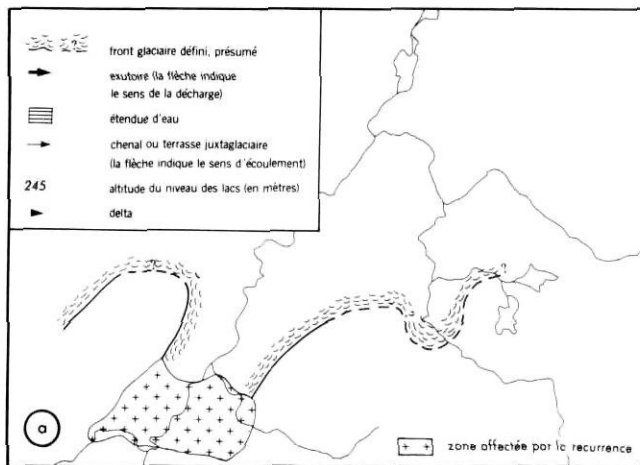 ? front glaciaire défini, présumé
exutoire (la flèche indique
le sens de la décharge)
étendue d'eau
chenal ou terrasse juxtaglaciaire
(la flèche indique le sens d'écoulement)
245 altitude du niveau des lacs (en mètres)
delta
?
?
a
zone affectée par la recurrence